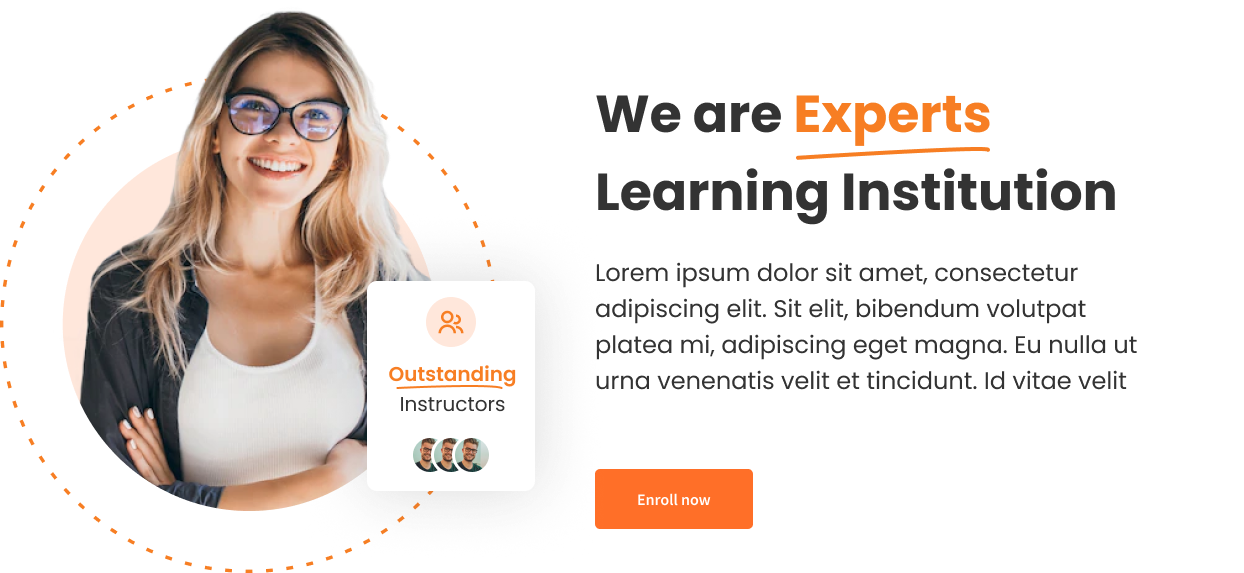 We are Experts
Learning Institution
Lorem ipsum dolor sit amet, consectetur
adipiscing elit. Sit elit, bibendum volutpat
platea mi, adipiscing eget magna. Eu nulla ut
urna venenatis velit et tincidunt. Id vitae velit
Enroll now
Outstanding
Instructors